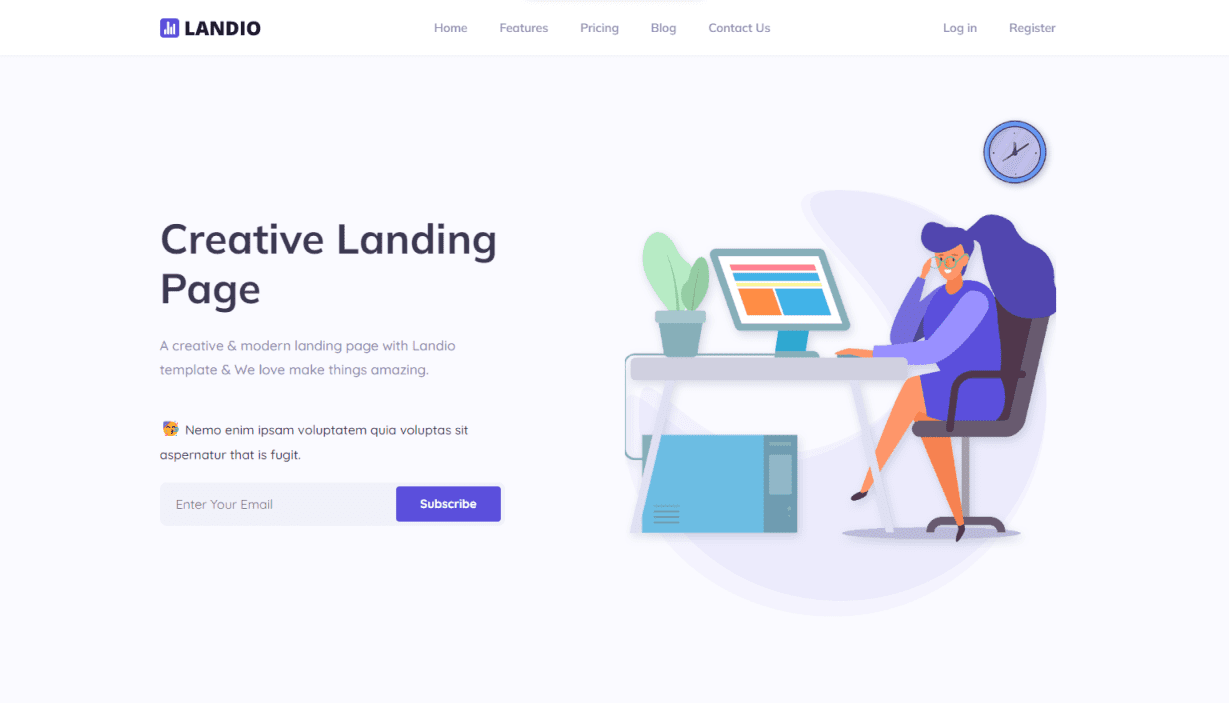 LANDIO
Home
Features
Pricing
Blog
Contact Us
Log in
Register
Creative Landing
Page
A creative & modern landing page with Landio
template & We love make things amazing.
Nemo enim ipsam voluptatem quia voluptas sit
aspernatur that is fugit.
Enter Your Email
Subscribe